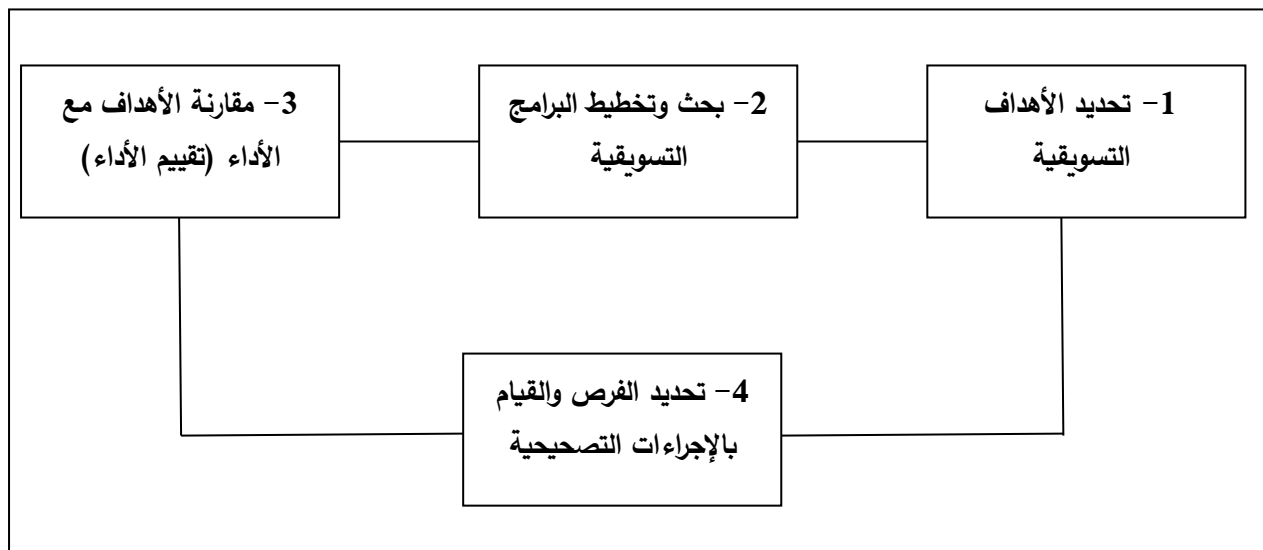 1- تحديد الأهداف
التسويقية
2- بحث وتخطيط البرامج
التسويقية
3- مقارنة الأهداف مع
الأداء (تقييم الأداء)
4- تحديد الفرص والقيام
بالإجراءات التصحيحية